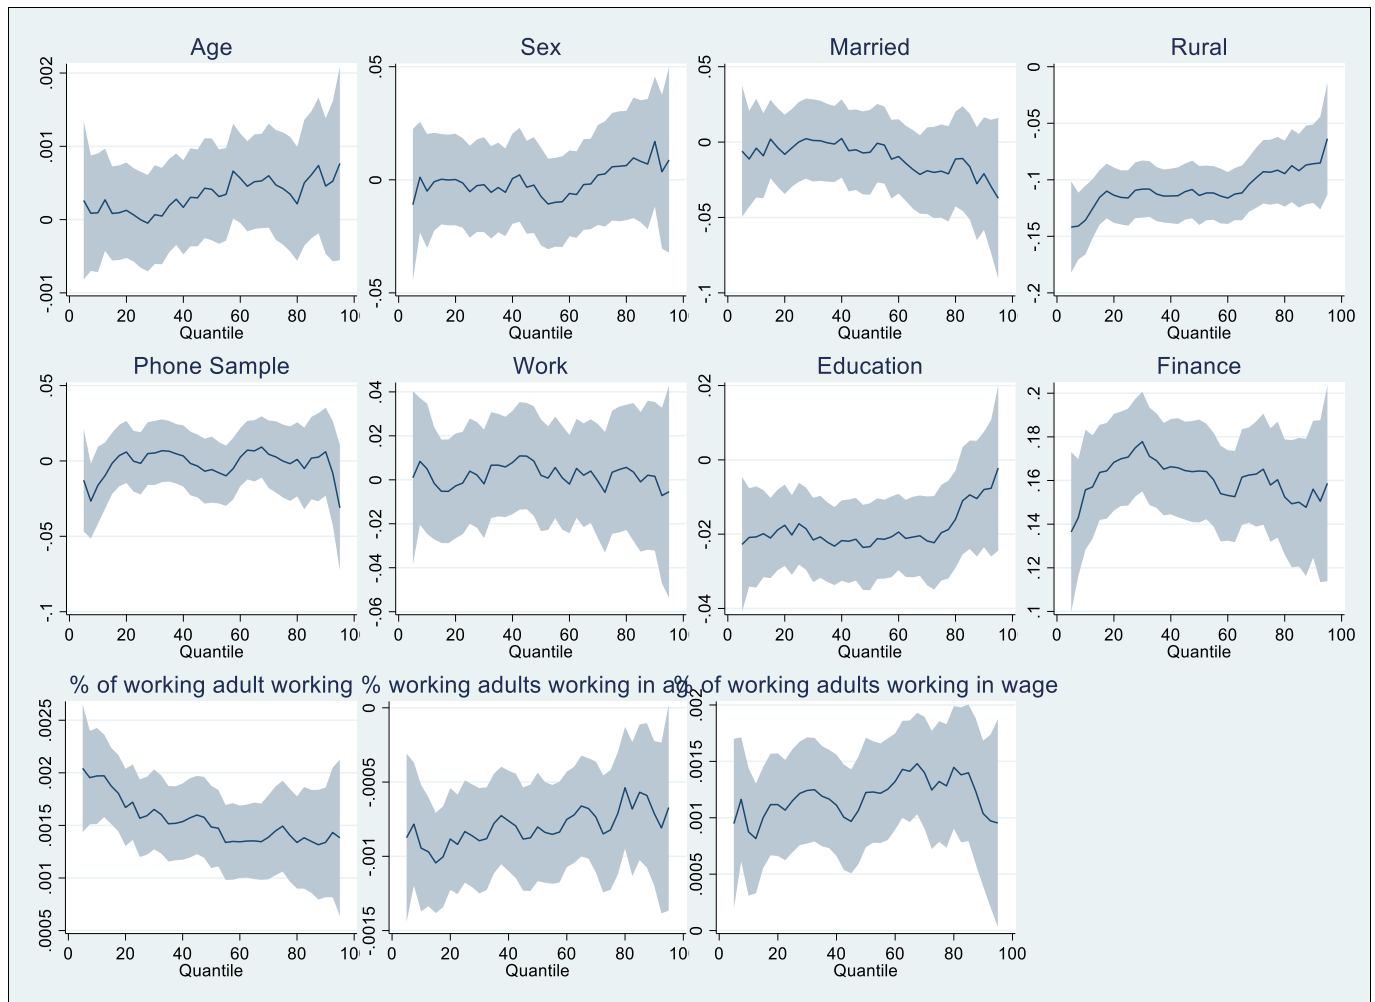 Age Sex Married Rural
.002 .05 .05 0
.001 0 0 -.05
0 -.05 -.05 -.1
-.001 -.1 -.15
-.2
0 20 40 60 80 10 0 20 40 60 80 100 0 20 40 60 80 100 0 20 40 60 80 100
Quantile Quantile Quantile Quantile
Phone Sample Work Education Finance
.05 .04 .02 .2
0 .02 0 .18
-.05 0 -.02 .16
-.1 -.02 -.04 .14
-.04 .12
-.06 .1
0 20 40 60 80 10 0 20 40 60 80 100 0 20 40 60 80 100 0 20 40 60 80 100
Quantile Quantile Quantile Quantile
% of working adult working % working adults working in ag % of working adults working in wage
.0025 0 .002
.002 -.0005 .0015
.0015 -.001 .001
.001 -.0015 .0005
.0005 0
0 20 40 60 80 10 0 20 40 60 80 10 0 20 40 60 80 100
Quantile Quantile Quantile